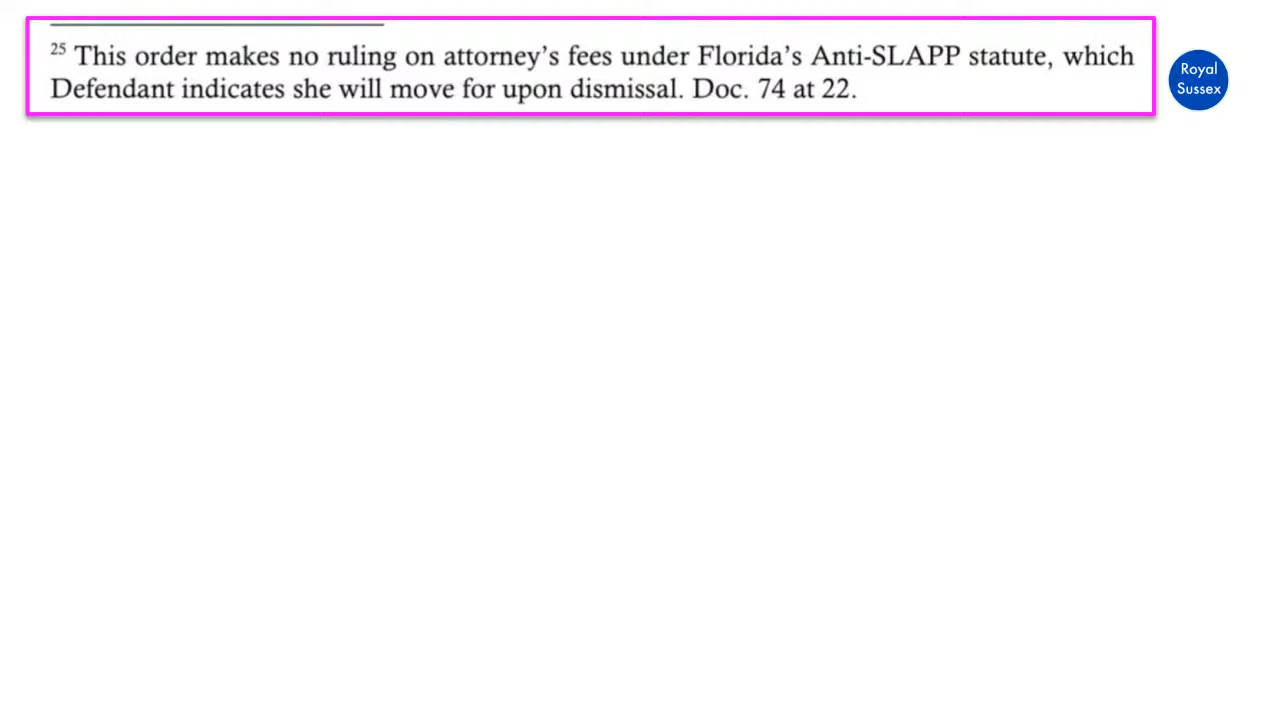 25 This order makes no ruling on attorney’s fees under Florida’s Anti-SLAPP statute, which
Defendant indicates she will move for upon dismissal. Doc. 74 at 22.
Royal
Sussex